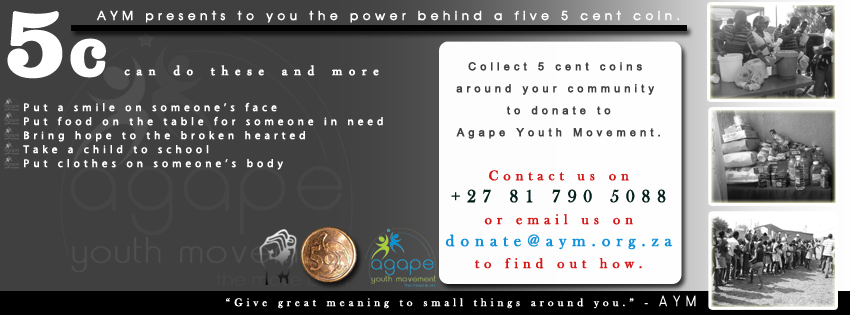 AYM presents to you the power behind a five 5 cent coin.
5c can do these and more
Put a smile on someone's face
Put food on the table for someone in need
Bring hope to the broken hearted
Take a child to school
Put clothes on someone's body
Collect 5 cent coins
around your community
to donate to
Agape Youth Movement.
Contact us on
+27 81 790 5088
or email us on
donate@aym.org.za
to find out how.
agape
youth movement
5c
agape
youth movement
"Give great meaning to small things around you." - AYM